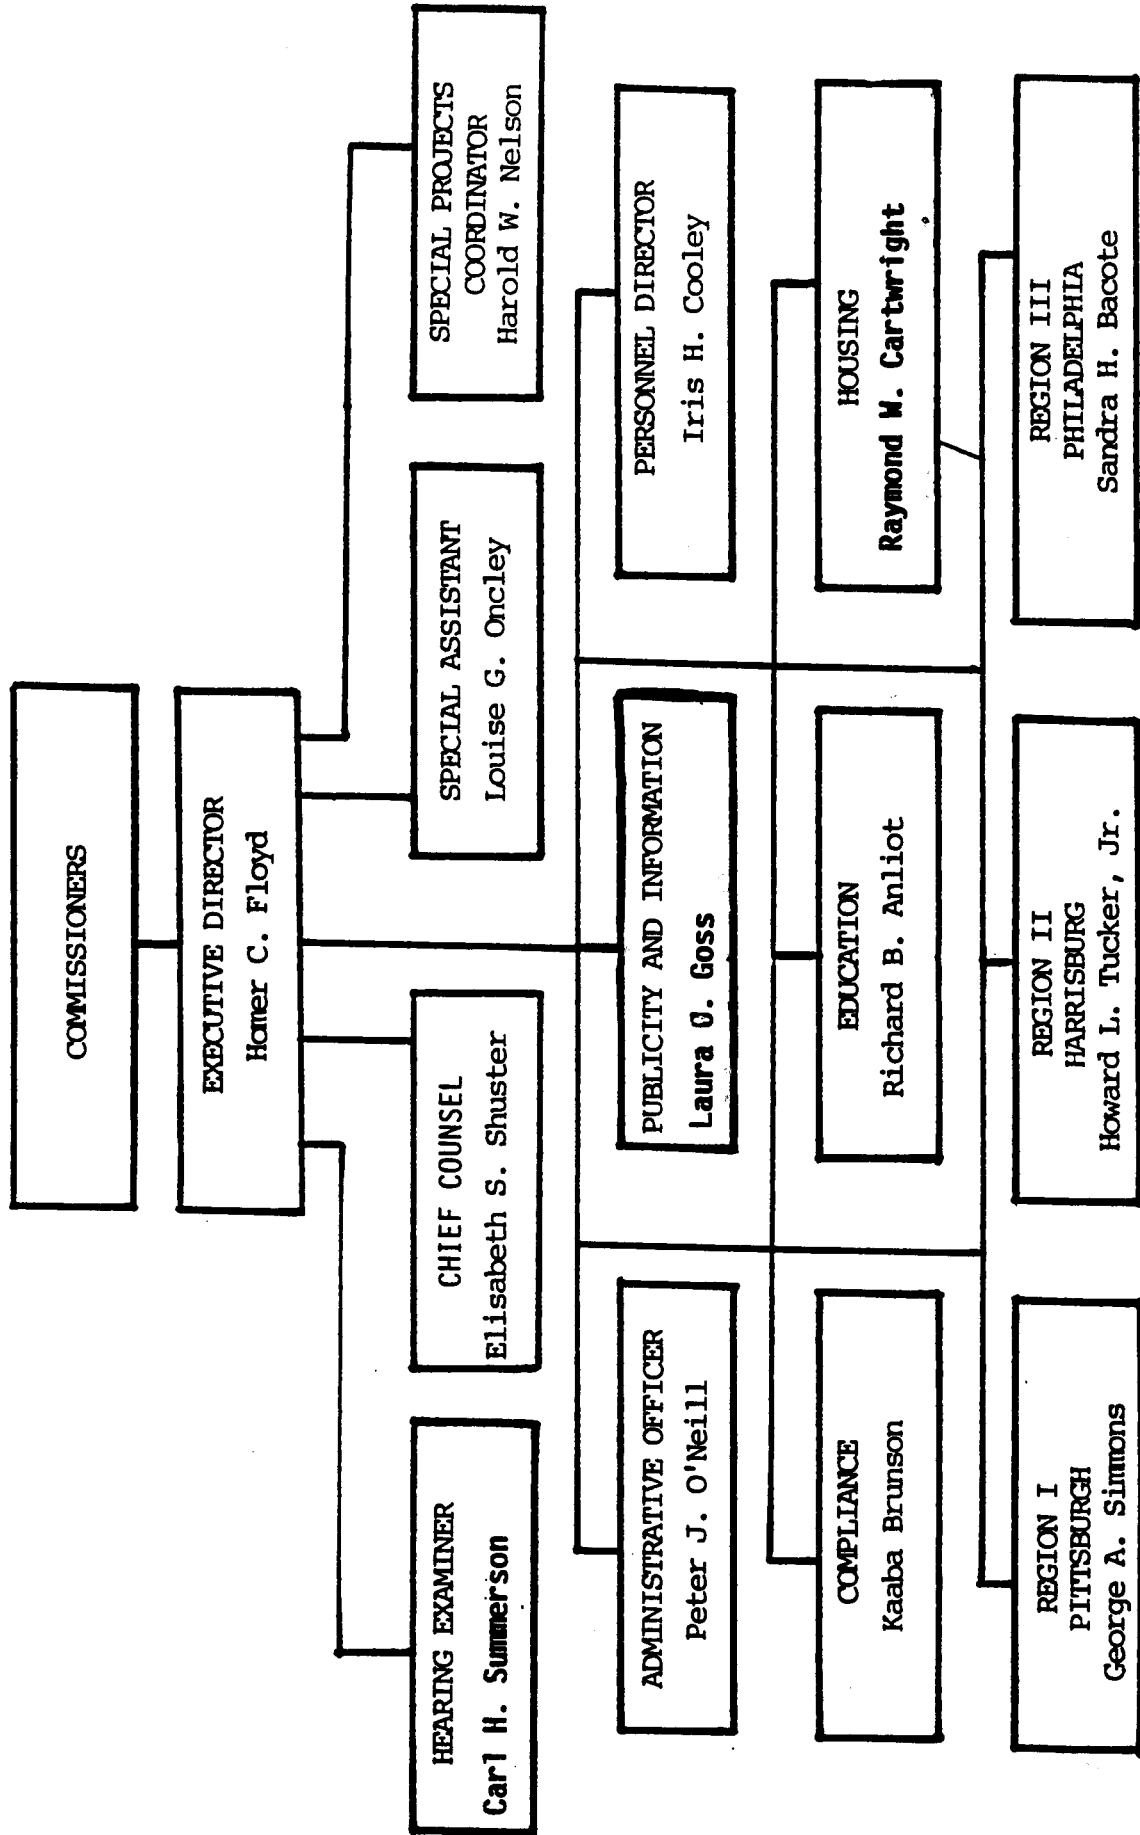 COMMISSIONERS
EXECUTIVE DIRECTOR
Homer C. Floyd
HEARING EXAMINER
Carl H. Summerson
CHIEF COUNSEL
Elisabeth S. Shuster
SPECIAL ASSISTANT
Louise G. Oncley
SPECIAL PROJECTS
COORDINATOR
Harold W. Nelson
ADMINISTRATIVE OFFICER
Peter J. O'Neill
PUBLICITY AND INFORMATION
Laura O. Goss
PERSONNEL DIRECTOR
Iris H. Cooley
COMPLIANCE
Kaaba Brunson
EDUCATION
Richard B. Anliot
HOUSING
Raymond W. Cartwright
REGION I
PITTSBURGH
George A. Simmons
REGION II
HARRISBURG
Howard L. Tucker, Jr.
REGION III
PHILADELPHIA
Sandra H. Bacote